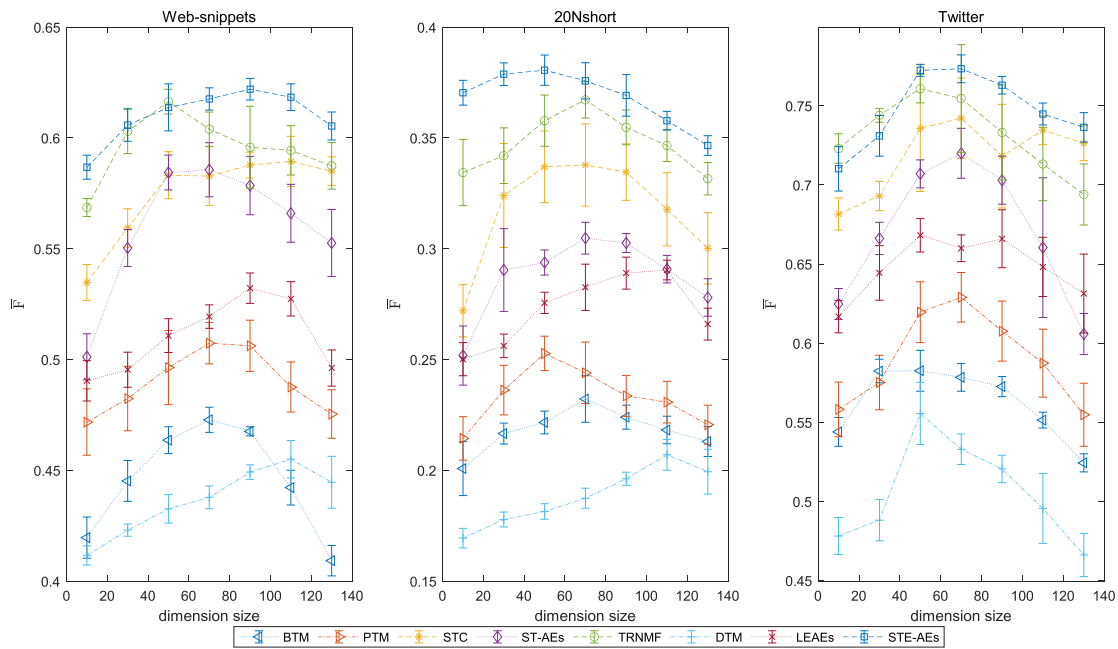 Web-snippets
20Nshort
Twitter
0.65
0.6
0.55
0.5
0.45
0.4
F̅
0 20 40 60 80 100 120 140
dimension size
0.4
0.35
0.3
0.25
0.2
0.15
F̅
0 20 40 60 80 100 120 140
dimension size
0.75
0.7
0.65
0.6
0.55
0.5
0.45
F̅
0 20 40 60 80 100 120 140
dimension size
BTM PTM STC ST-AEs TRNMF DTM LEAEs STE-AEs